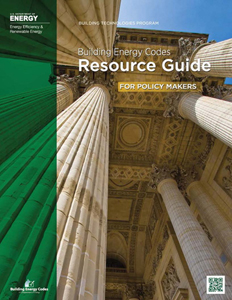 U.S. DEPARTMENT OF
ENERGY
Energy Efficiency &
Renewable Energy
BUILDING TECHNOLOGIES PROGRAM
Building Energy Codes
Resource Guide
FOR POLICY MAKERS
Building Energy Codes